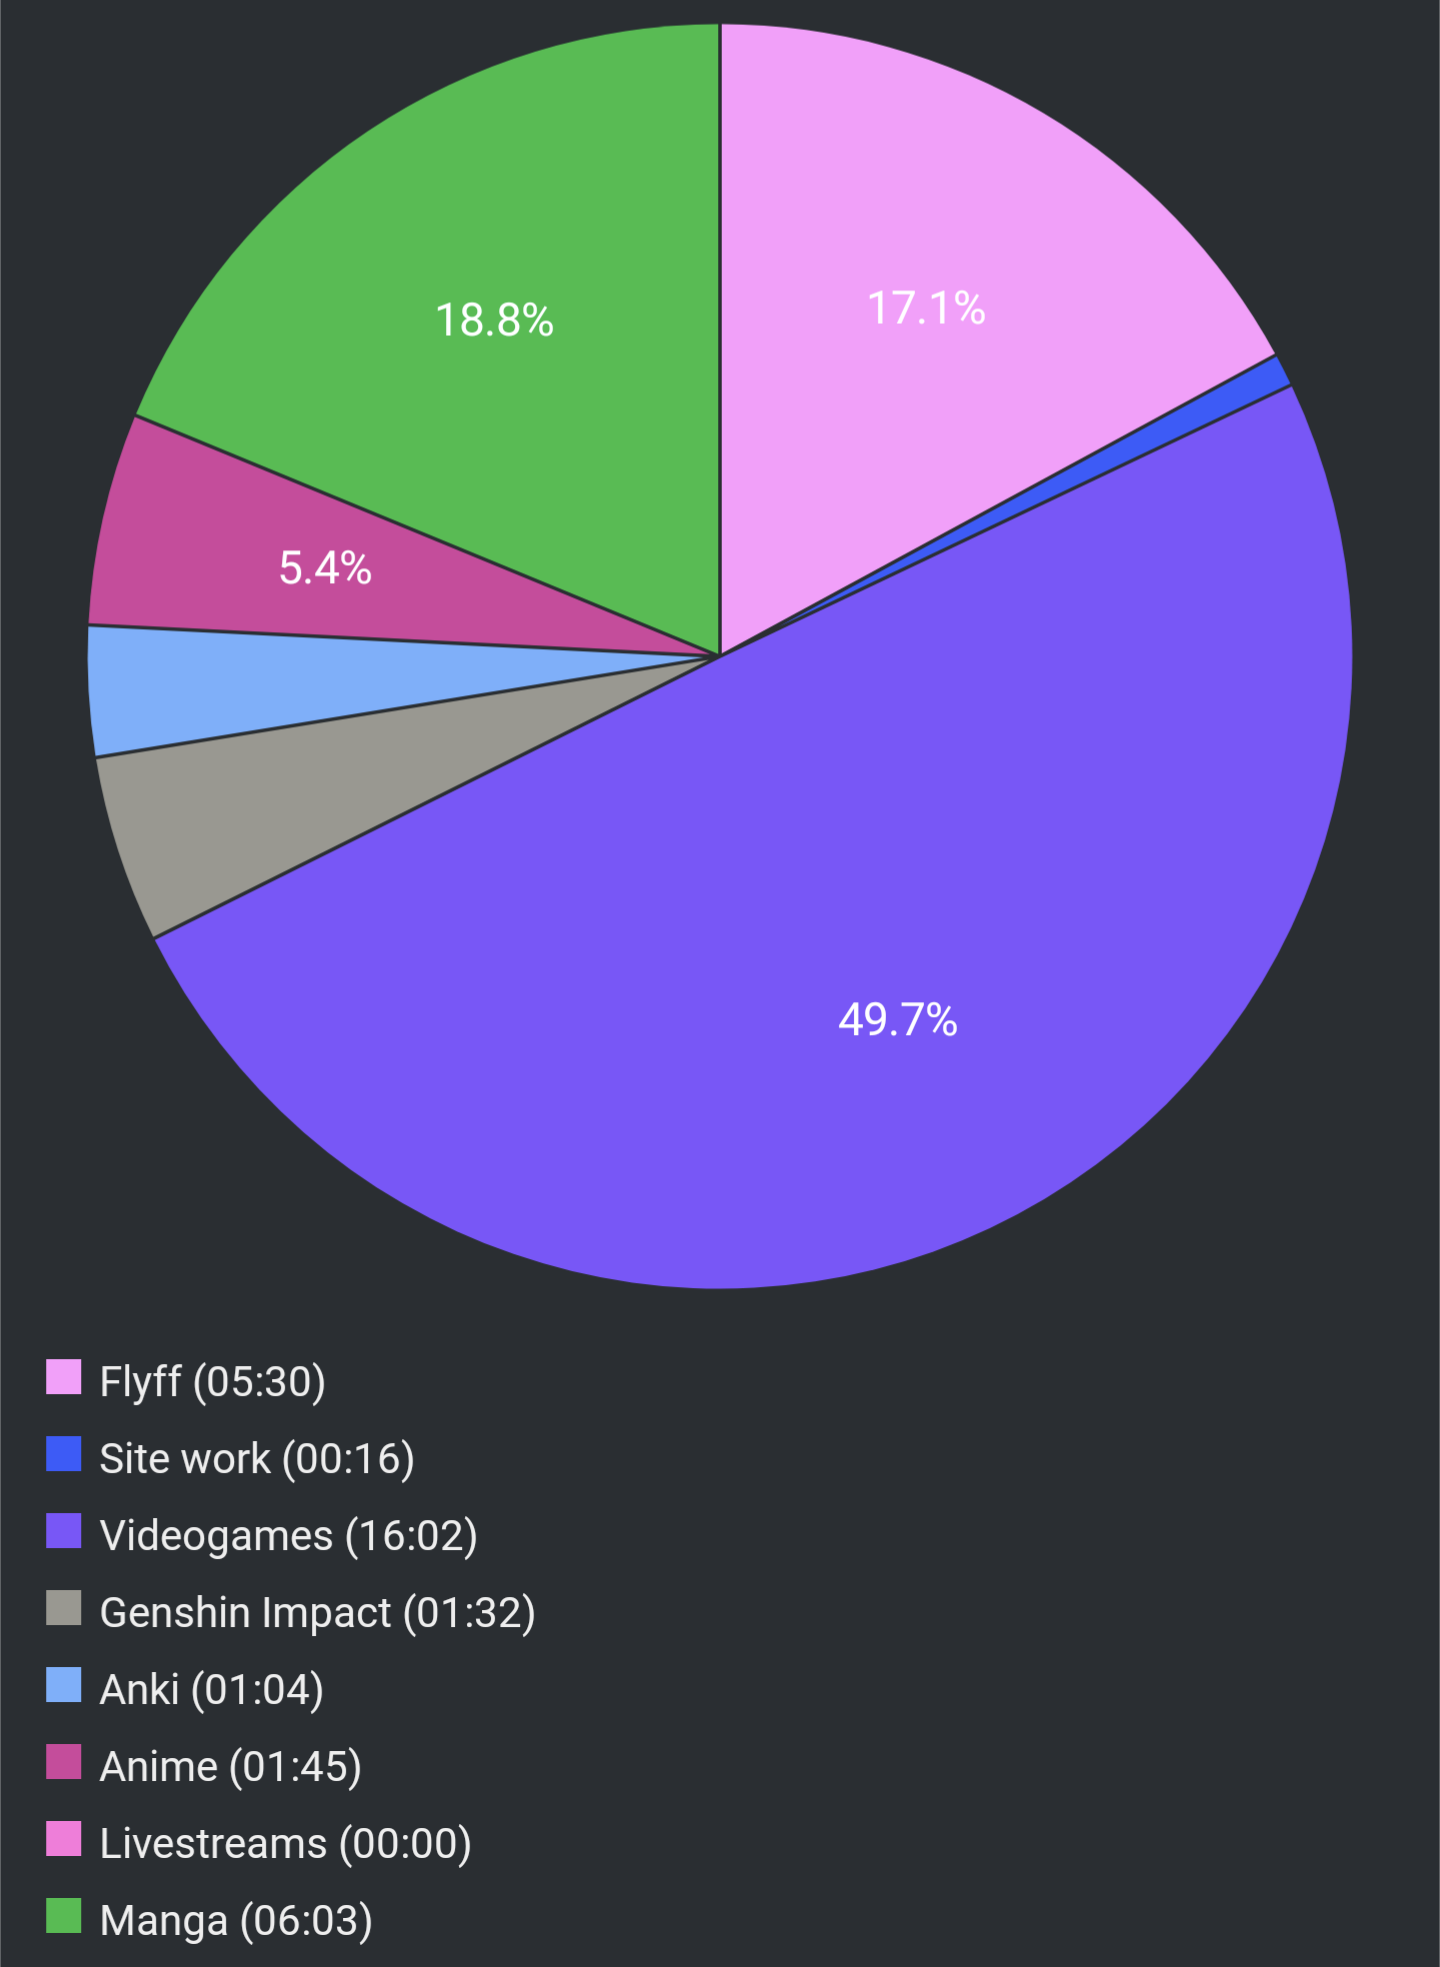 18.8%
17.1%
5.4%
49.7%
Flyff (05:30)
Site work (00:16)
Videogames (16:02)
Genshin Impact (01:32)
Anki (01:04)
Anime (01:45)
Livestreams (00:00)
Manga (06:03)